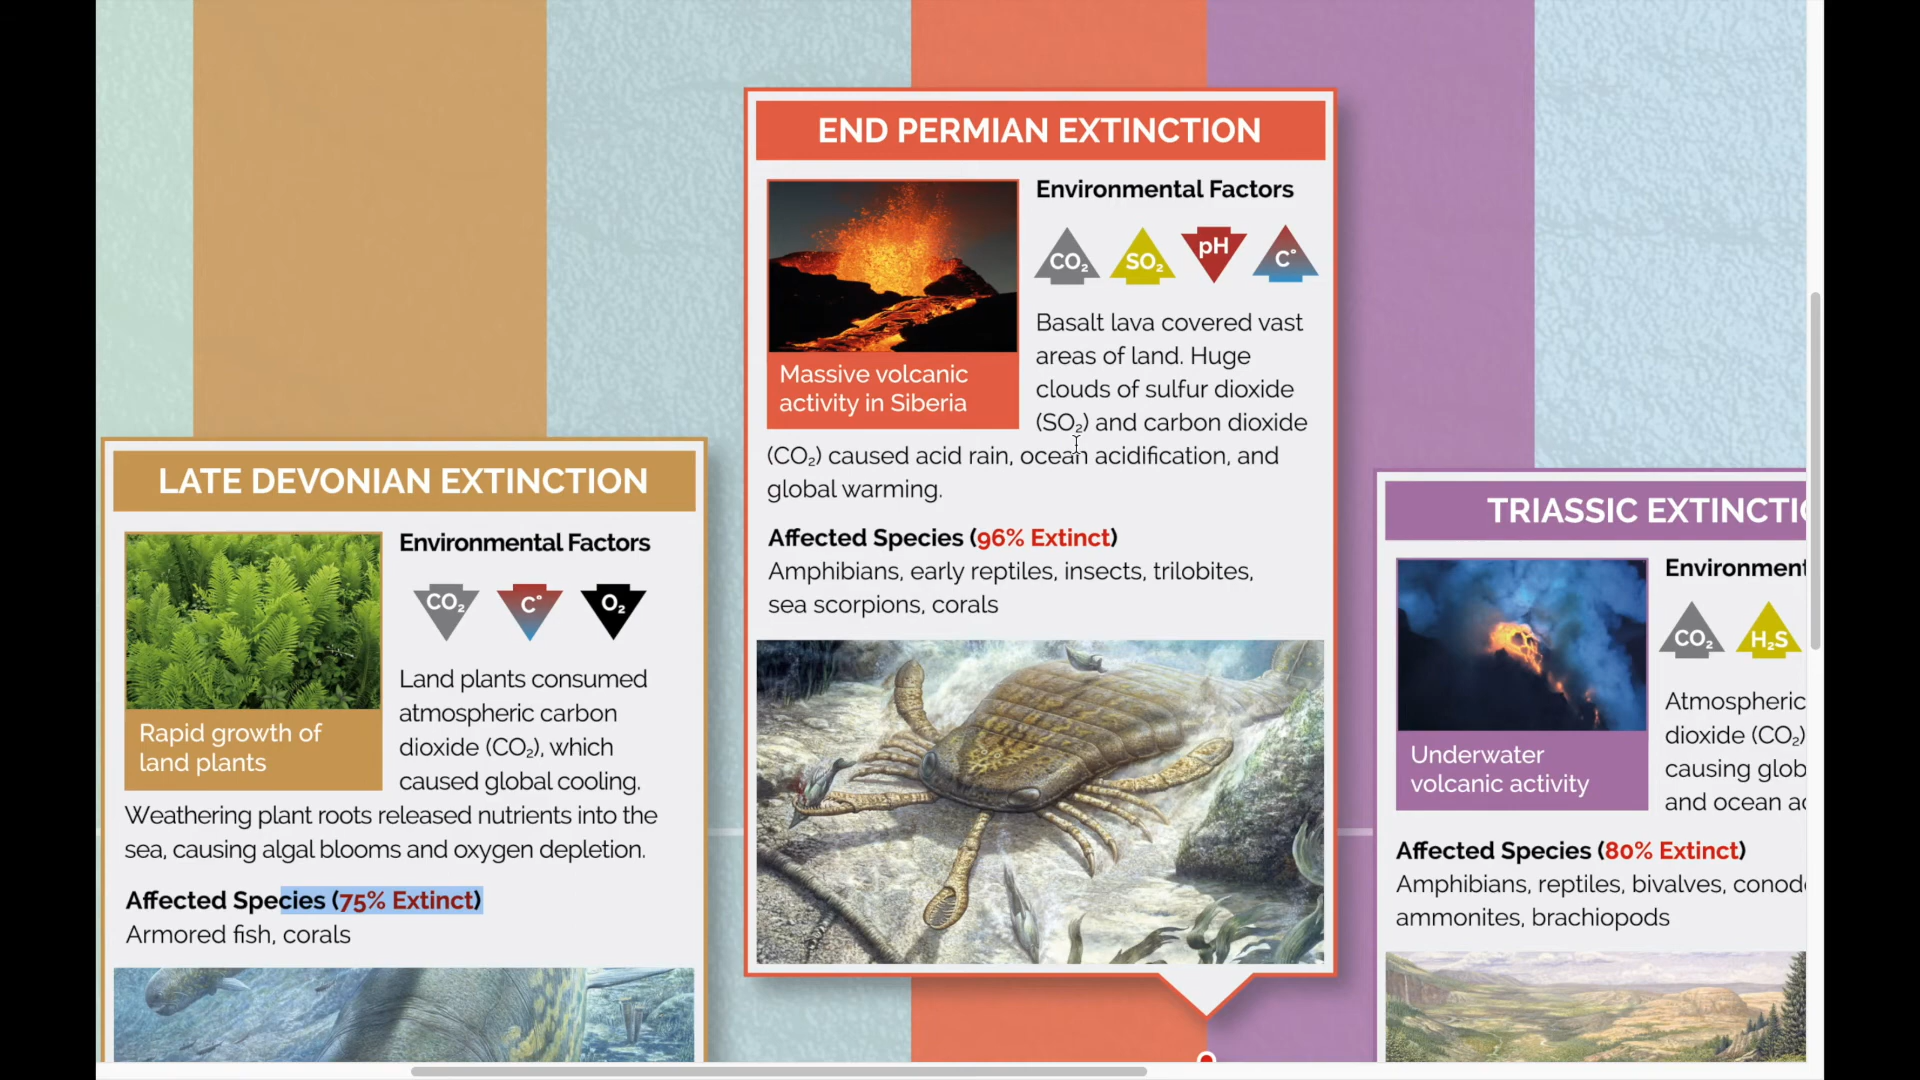 END PERMIAN EXTINCTION
Environmental Factors
CO₂ SO₂ pH C°
Massive volcanic
activity in Siberia
Basalt lava covered vast
areas of land. Huge
clouds of sulfur dioxide
(SO₂) and carbon dioxide
(CO₂) caused acid rain, ocean acidification, and
global warming.
Affected Species (96% Extinct)
Amphibians, early reptiles, insects, trilobites,
sea scorpions, corals
LATE DEVONIAN EXTINCTION
Environmental Factors
CO₂ C° O₂
Rapid growth of
land plants
Land plants consumed
atmospheric carbon
dioxide (CO₂), which
caused global cooling.
Weathering plant roots released nutrients into the
sea, causing algal blooms and oxygen depletion.
Affected Species (75% Extinct)
Armored fish, corals
TRIASSIC EXTINCTI
Environment
CO₂ H₂S
Underwater
volcanic activity
Atmospheric
dioxide (CO₂)
causing glob
and ocean a
Affected Species (80% Extinct)
Amphibians, reptiles, bivalves, conod
ammonites, brachiopods